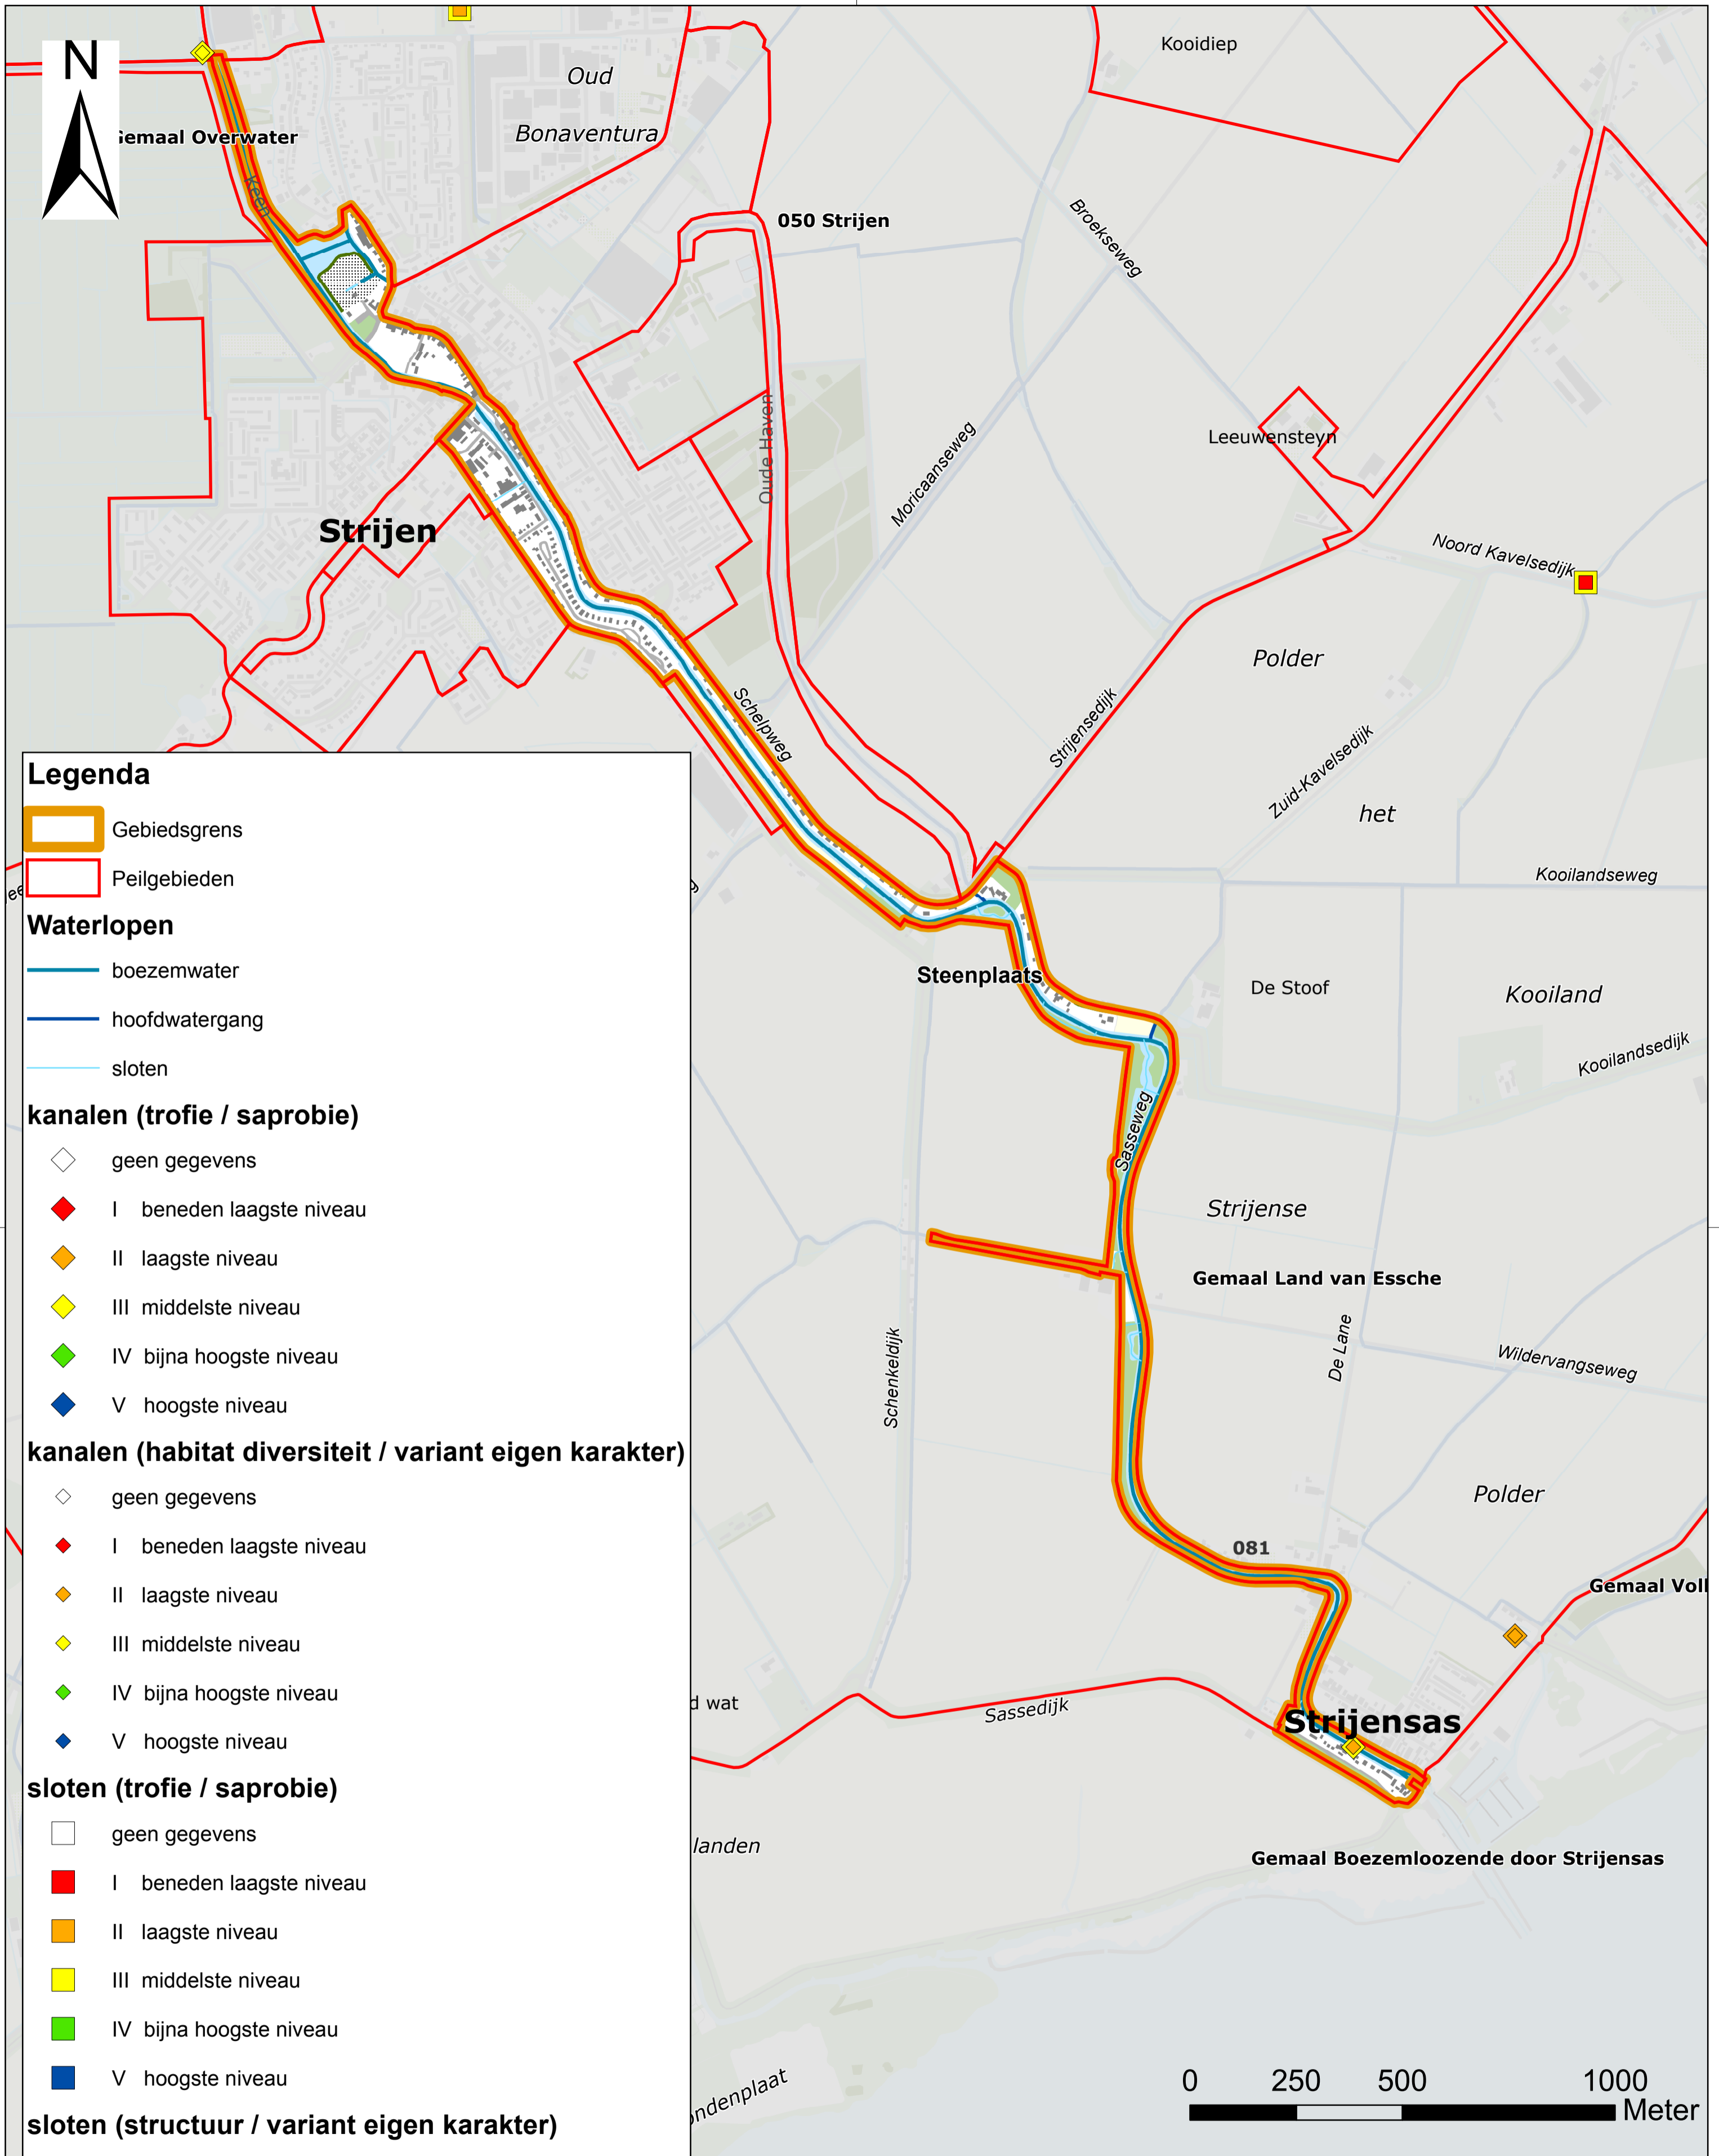 N
Oud
Bonaventura
Kooidiep
Gemaal Overwater
Keen
050 Strijen
Broekseweg
Oude Haven
Moricaanseweg
Leeuwensteyn
Strijen
Noord Kavelsedijk
Polder
Schelpweg
Strijensedijk
Zuid-Kavelsedijk
het
Kooilandseweg
Steenplaats
De Stoof
Kooiland
Kooilandsedijk
Sasseweg
Strijense
Gemaal Land van Essche
De Lane
Schenkeldijk
Wildervangseweg
Polder
081
Gemaal Voll
d wat
Sassedijk
Strijensas
landen
Gemaal Boezemloozende door Strijensas
ondenplaat
Legenda
Gebiedsgrens
Peilgebieden
Waterlopen
boezemwater
hoofdwatergang
sloten
kanalen (trofie / saprobie)
geen gegevens
I beneden laagste niveau
II laagste niveau
III middelste niveau
IV bijna hoogste niveau
V hoogste niveau
kanalen (habitat diversiteit / variant eigen karakter)
geen gegevens
I beneden laagste niveau
II laagste niveau
III middelste niveau
IV bijna hoogste niveau
V hoogste niveau
sloten (trofie / saprobie)
geen gegevens
I beneden laagste niveau
II laagste niveau
III middelste niveau
IV bijna hoogste niveau
V hoogste niveau
sloten (structuur / variant eigen karakter)
0 250 500 1000
Meter